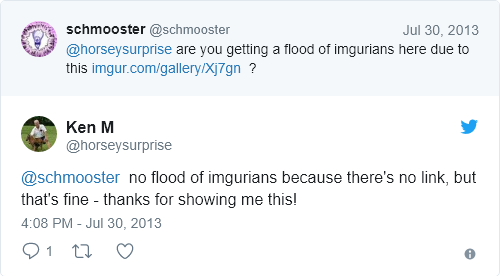 schmooster @schmooster Jul 30, 2013
@horseysurprise are you getting a flood of imgurians here due to
this imgur.com/gallery/Xj7gn ?
Ken M
@horseysurprise
@schmooster no flood of imgurians because there's no link, but
that's fine - thanks for showing me this!
4:08 PM - Jul 30, 2013
1